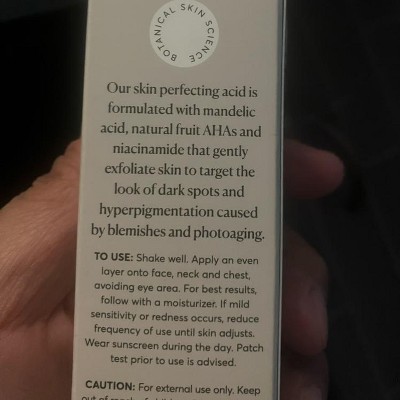 BOTANICAL SKIN SCIENCE
Our skin perfecting acid is
formulated with mandelic
acid, natural fruit AHAs and
niacinamide that gently
exfoliate skin to target the
look of dark spots and
hyperpigmentation caused
by blemishes and photoaging.
TO USE: Shake well. Apply an even
layer onto face, neck and chest,
avoiding eye area. For best results,
follow with a moisturizer. If mild
sensitivity or redness occurs, reduce
frequency of use until skin adjusts.
Wear sunscreen during the day. Patch
test prior to use is advised.
CAUTION: For external use only. Keep
out of reach of